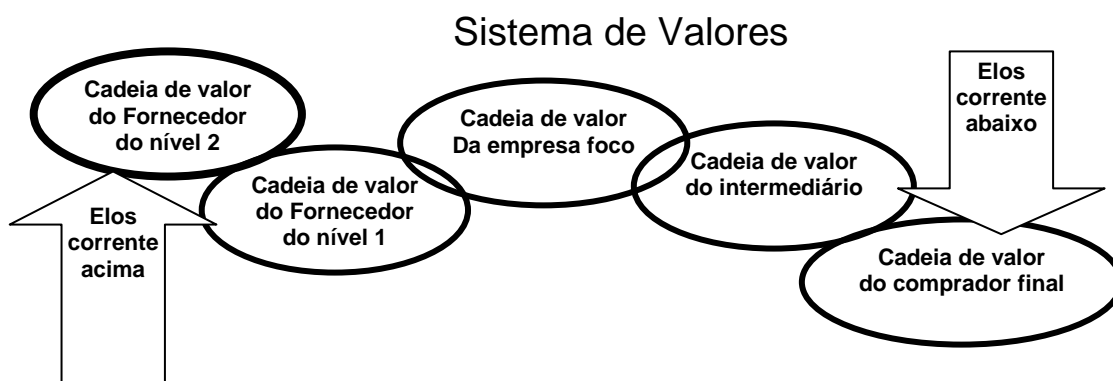 Sistema de Valores
Cadeia de valor
do Fornecedor
do nível 2
Cadeia de valor
do Fornecedor
do nível 1
Cadeia de valor
Da empresa foco
Cadeia de valor
do intermediário
Cadeia de valor
do comprador final
Elos
corrente
acima
Elos
corrente
abaixo